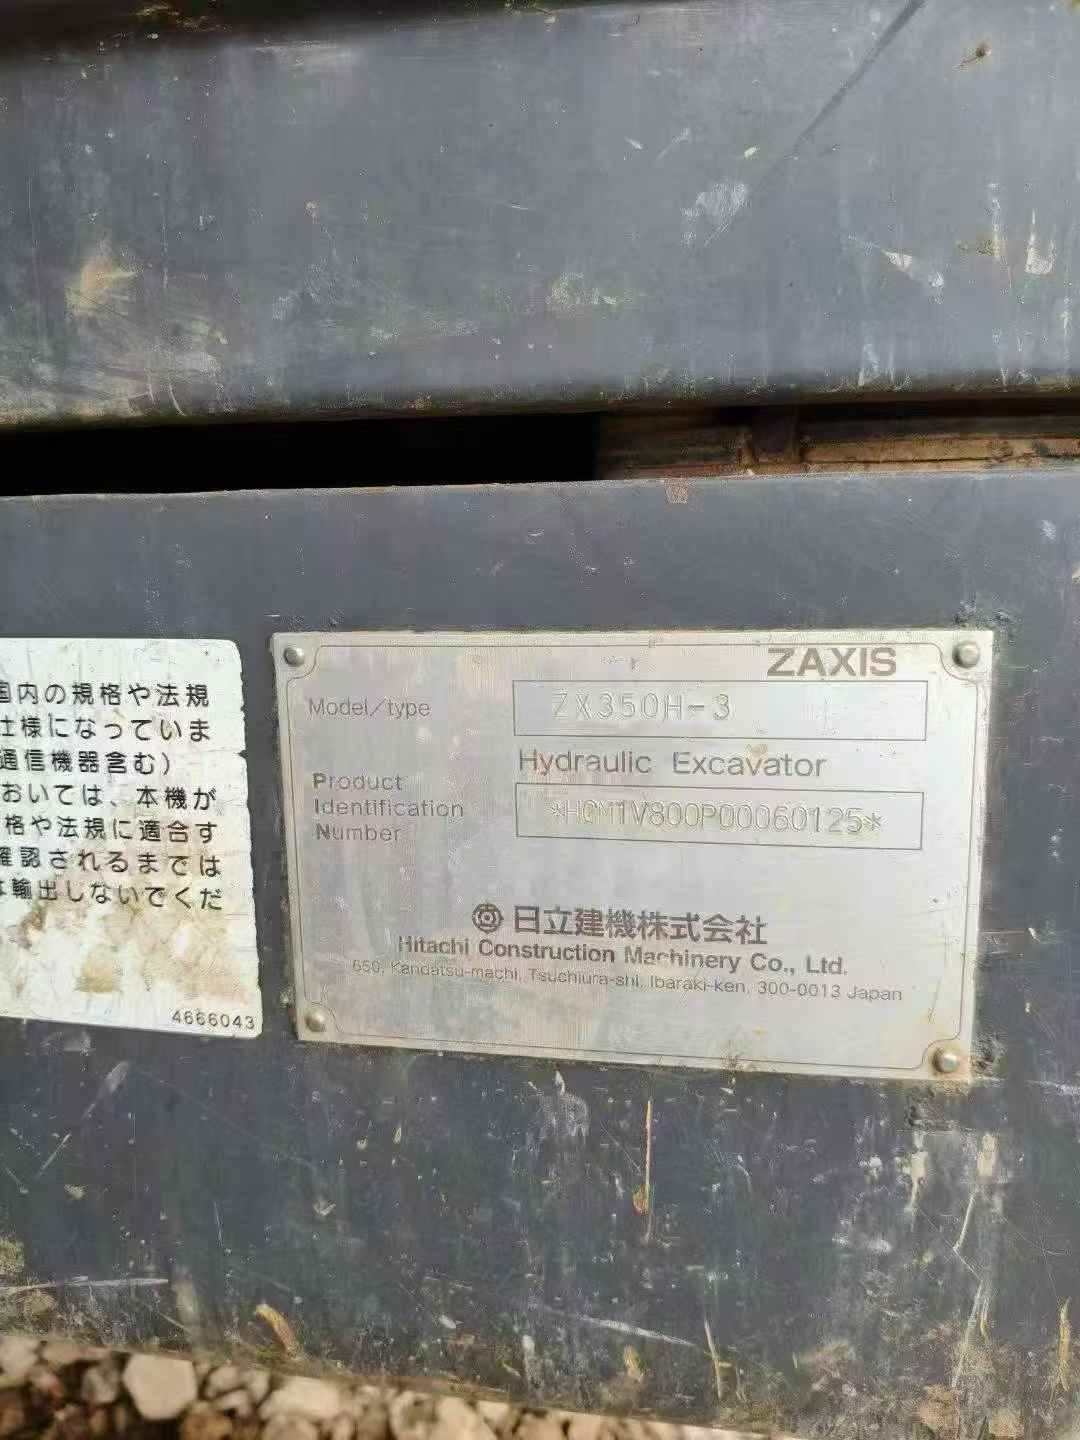 国内の規格や法規
仕様になっていま
通信機器含む）
おいては、本機が
格や法規に適合す
確認されるまでは
輸出しないでくだ
4666043
ZAXIS
Model/type
ZX350H-3
Hydraulic Excavator
Product
Identification
Number
*HCM1V800P00060125*
日立建機株式会社
Hitachi Construction Machinery Co., Ltd.
650, Kandatsu-machi, Tsuchiura-shi, Ibaraki-ken, 300-0013 Japan